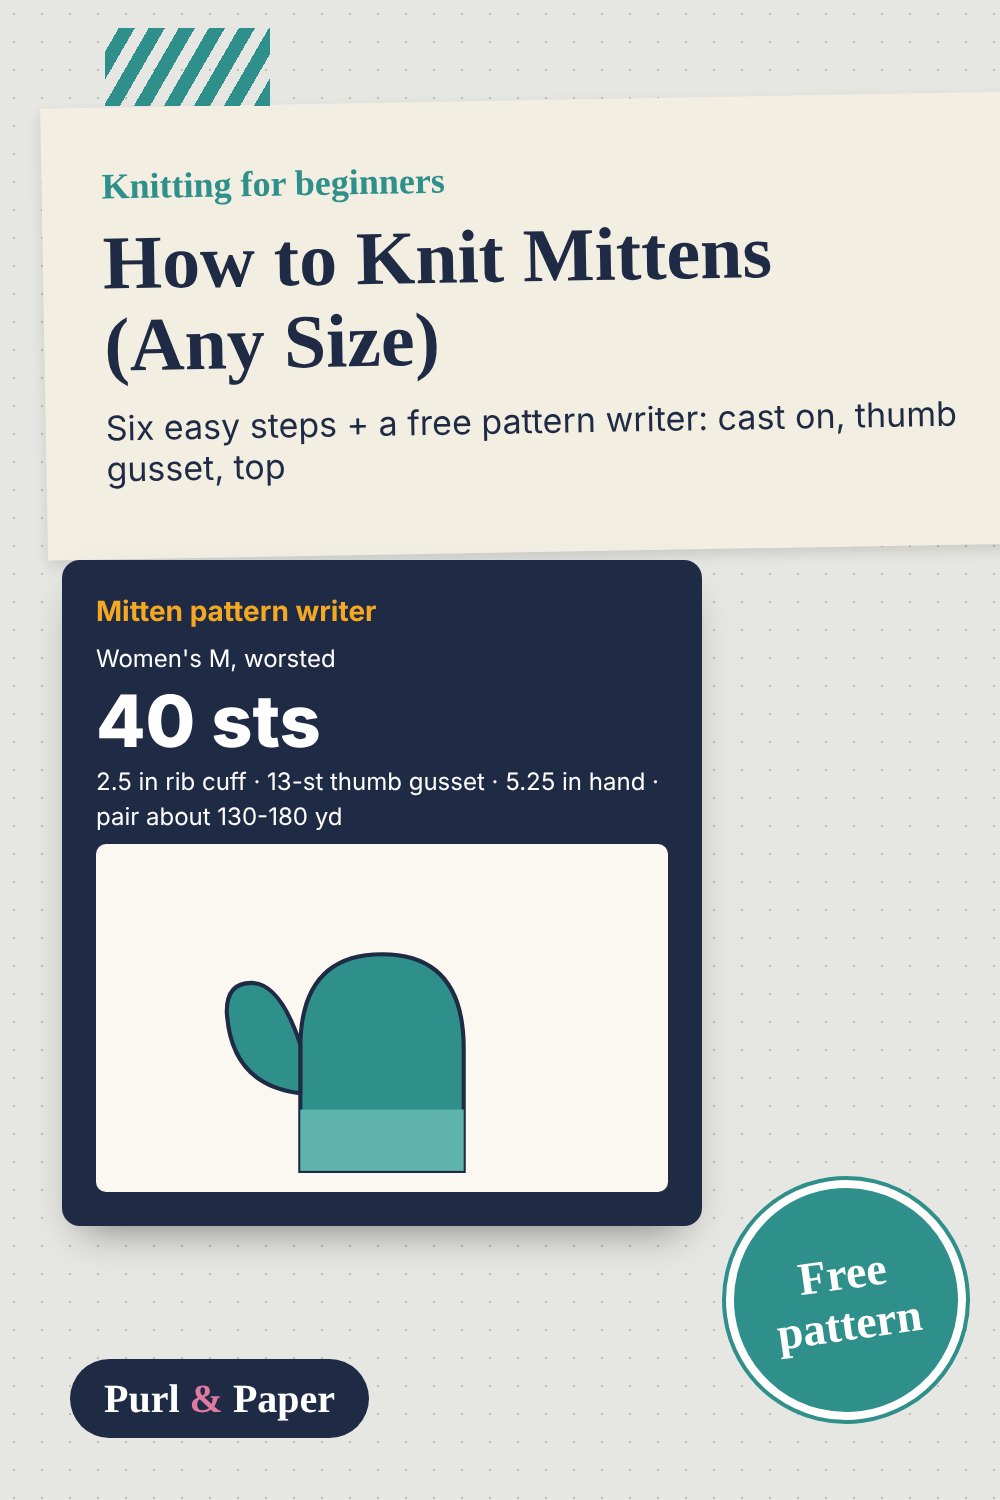 Knitting for beginners
How to Knit Mittens
(Any Size)
Six easy steps + a free pattern writer: cast on, thumb
gusset, top
Mitten pattern writer
Women's M, worsted
40 sts
2.5 in rib cuff · 13-st thumb gusset · 5.25 in hand ·
pair about 130-180 yd
Free
pattern
Purl & Paper